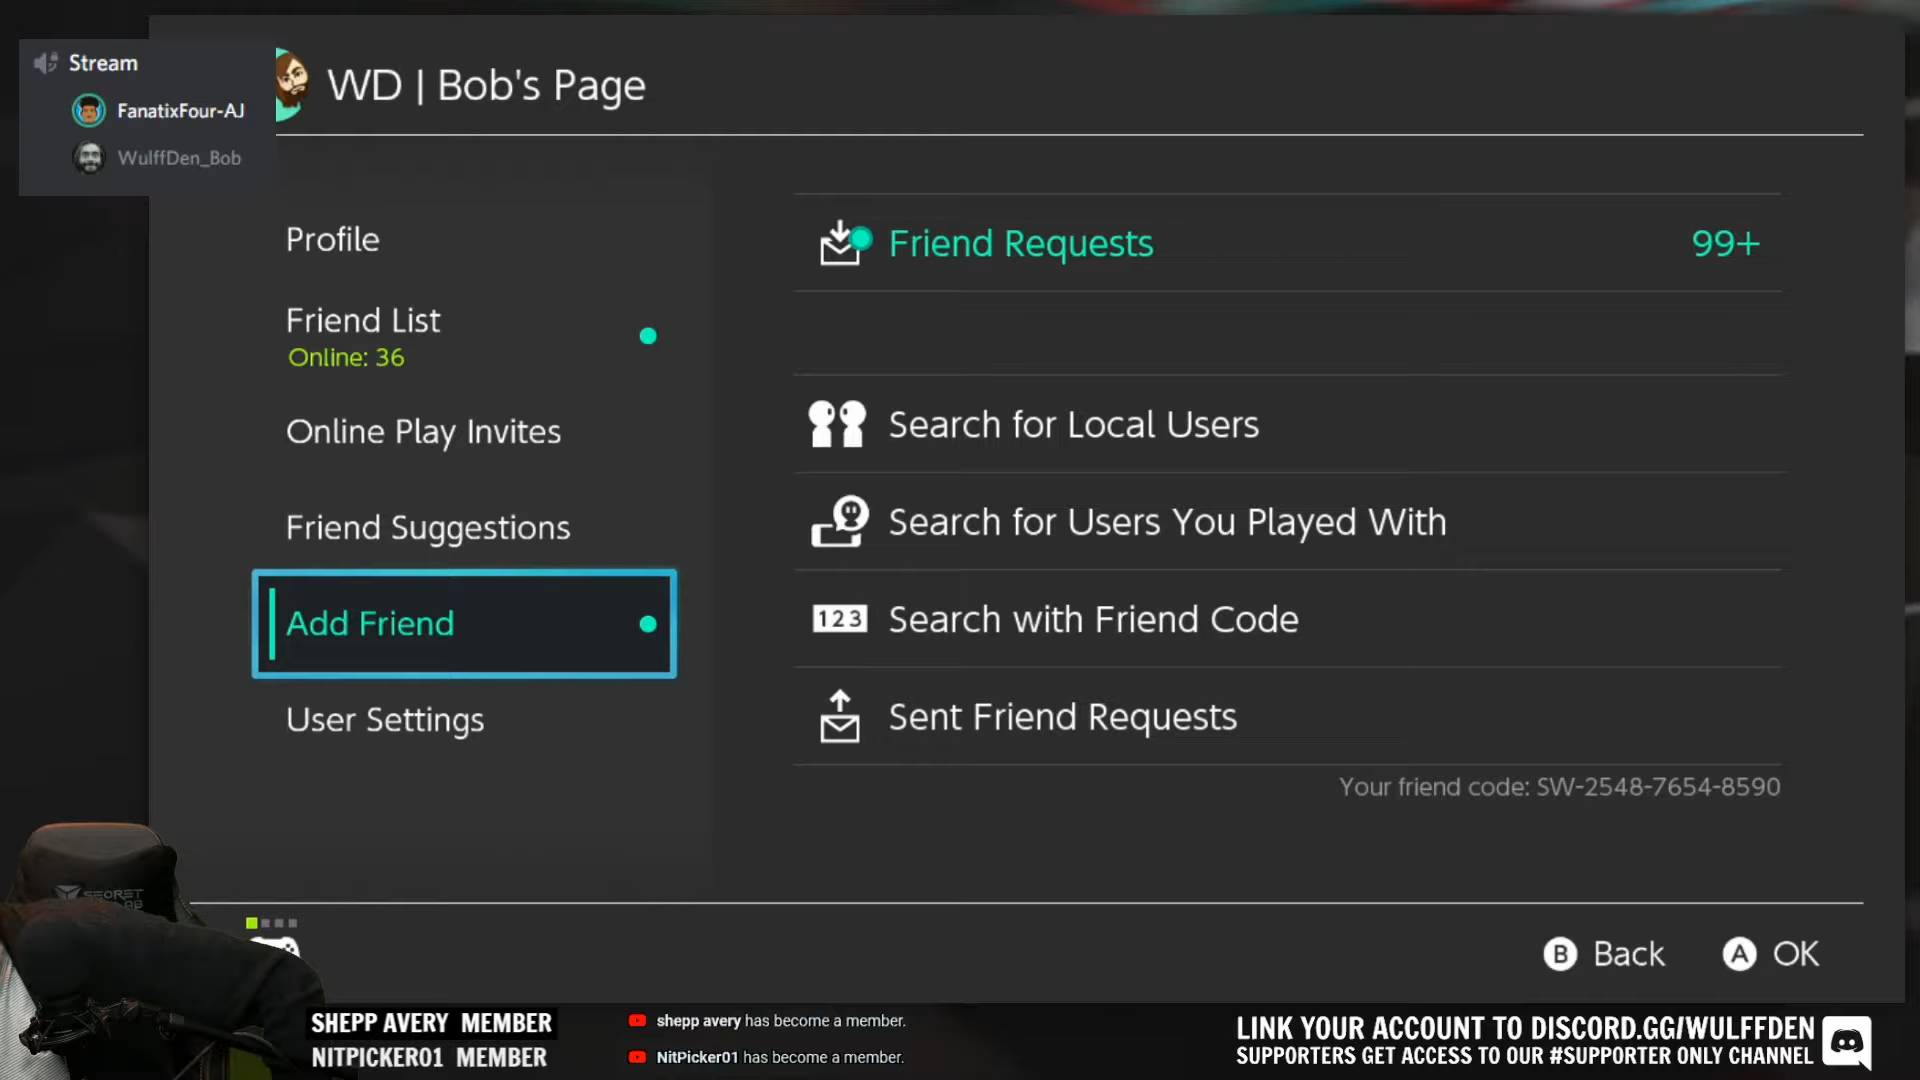 Stream
FanatixFour-AJ
WulffDen_Bob
WD | Bob's Page
Profile
Friend List
Online: 36
Online Play Invites
Friend Suggestions
Add Friend
User Settings
Friend Requests 99+
Search for Local Users
Search for Users You Played With
123 Search with Friend Code
Sent Friend Requests
Your friend code: SW-2548-7654-8590
B Back A OK
SECRET
LAB
SHEPP AVERY MEMBER
NITPICKER01 MEMBER
shepp avery has become a member.
NitPicker01 has become a member.
LINK YOUR ACCOUNT TO DISCORD.GG/WULFFDEN
SUPPORTERS GET ACCESS TO OUR #SUPPORTER ONLY CHANNEL